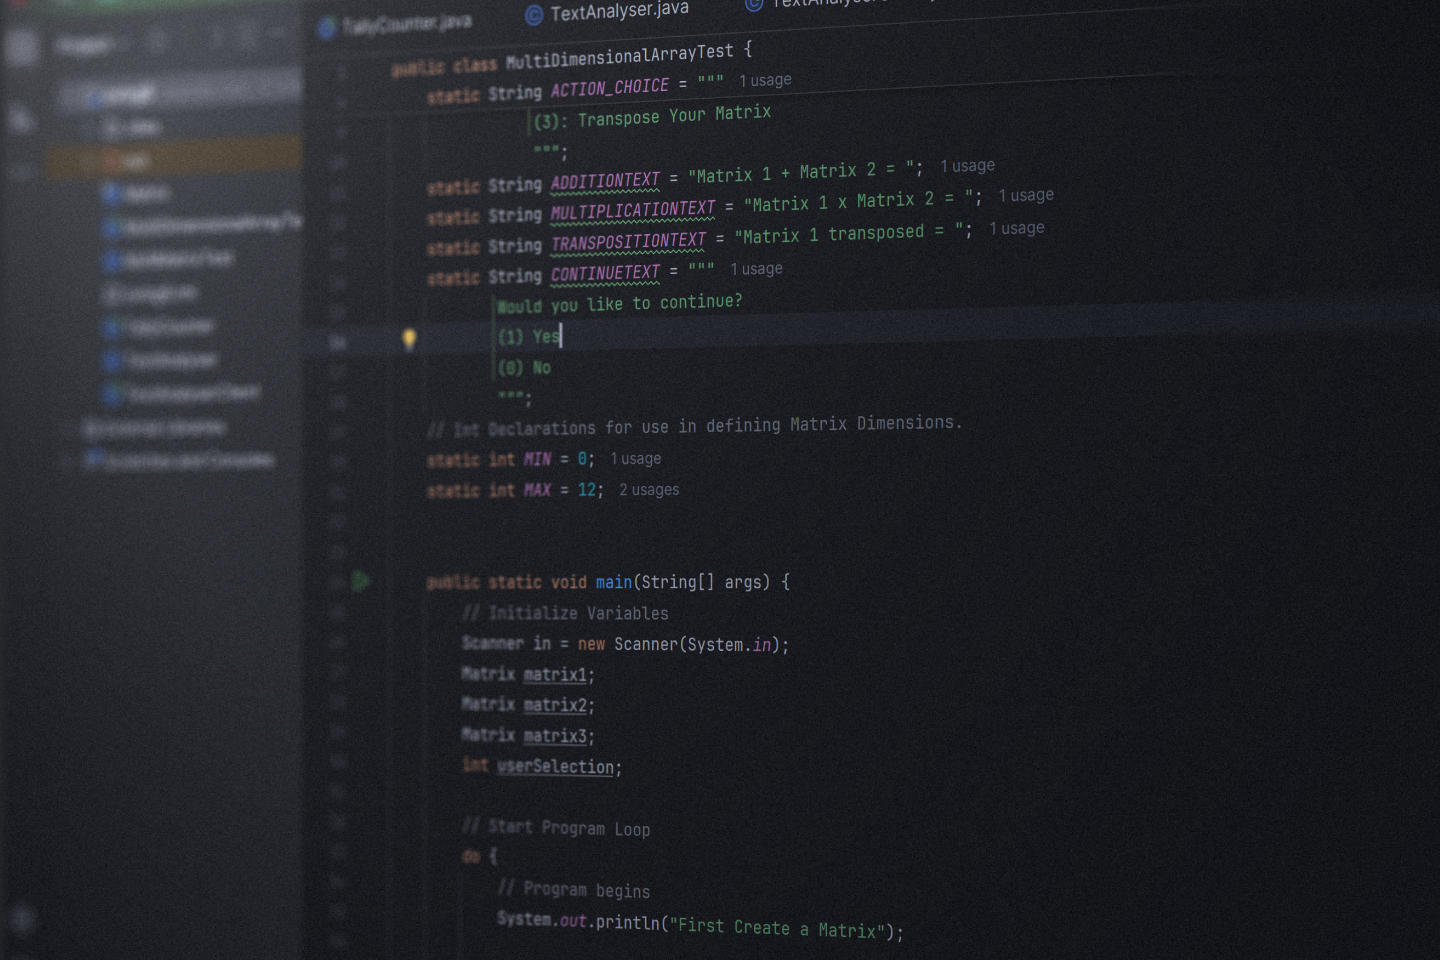 Project
TallyCounter.java
TextAnalyser.java
public class MultiDimensionalArrayTest {
static String ACTION_CHOICE = """ 1 usage
(3): Transpose Your Matrix
""";
static String ADDITIONTEXT = "Matrix 1 + Matrix 2 = "; 1 usage
static String MULTIPLICATIONTEXT = "Matrix 1 x Matrix 2 = "; 1 usage
static String TRANSPOSITIONTEXT = "Matrix 1 transposed = "; 1 usage
static String CONTINUETEXT = """ 1 usage
Would you like to continue?
(1) Yes
(0) No
""";
// Int Declarations for use in defining Matrix Dimensions.
static int MIN = 0; 1 usage
static int MAX = 12; 2 usages
public static void main(String[] args) {
// Initialize Variables
Scanner in = new Scanner(System.in);
Matrix matrix1;
Matrix matrix2;
Matrix matrix3;
int userSelection;
// Start Program Loop
do {
// Program begins
System.out.println("First Create a Matrix");